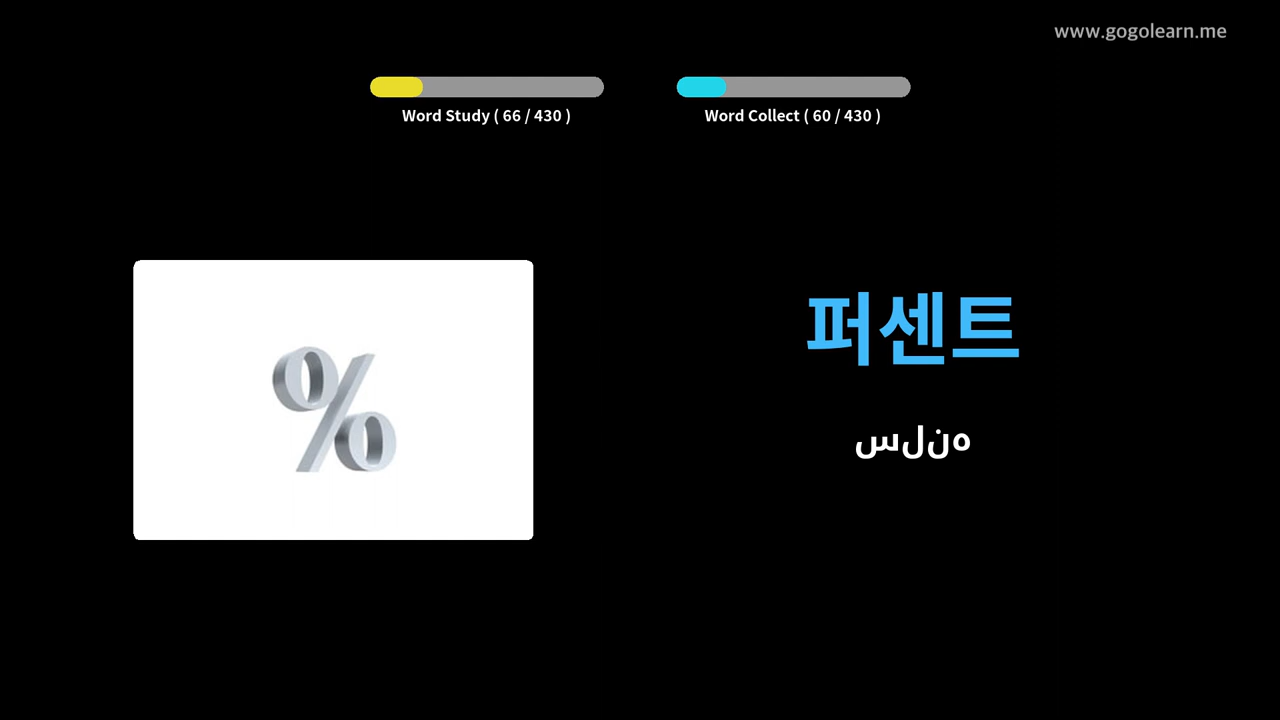 www.gogolearn.me
Word Study ( 66 / 430 )
Word Collect ( 60 / 430 )
%
퍼센트
سلنه